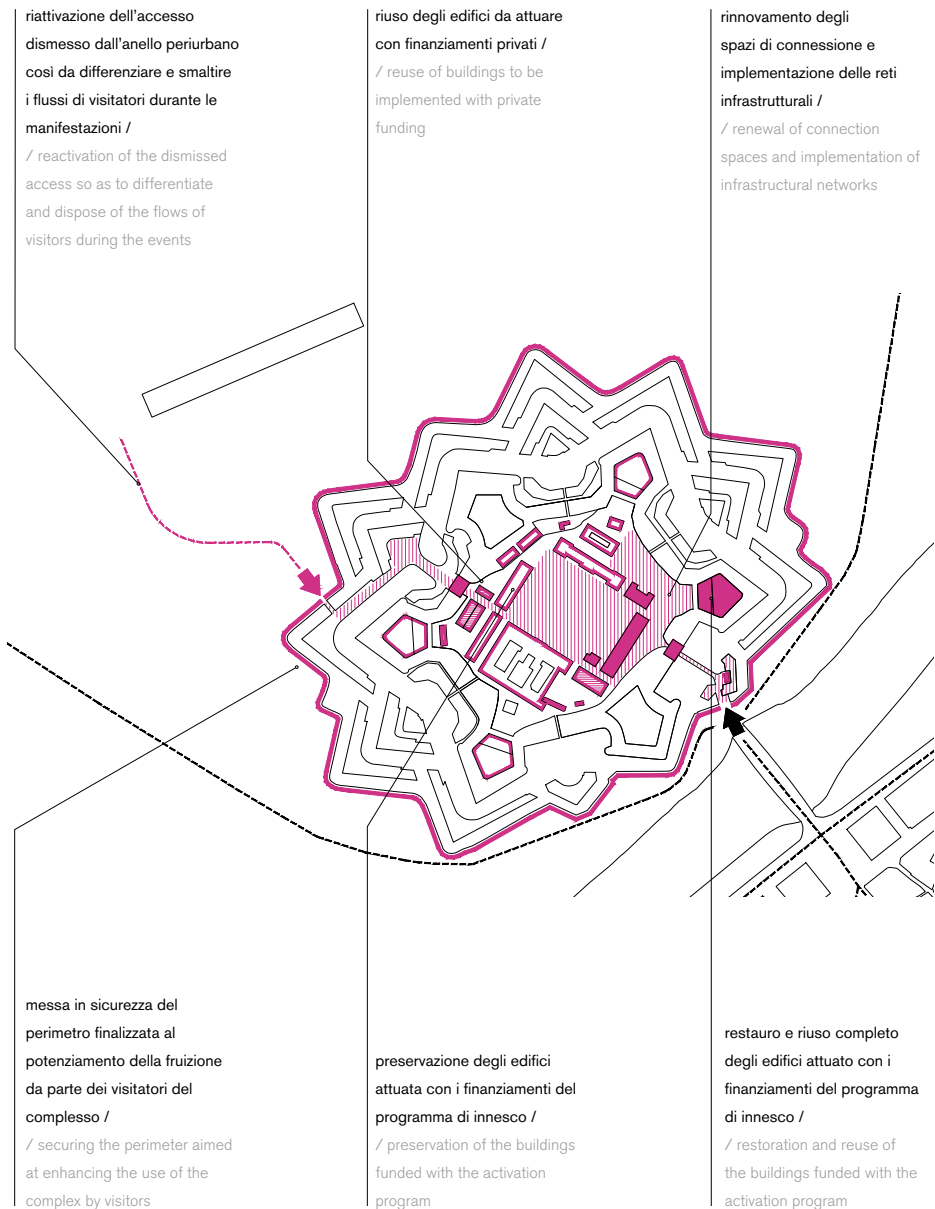 riattivazione dell'accesso
dismesso dall'anello periurbano
così da differenziare e smaltire
i flussi di visitatori durante le
manifestazioni /
/ reactivation of the dismissed
access so as to differentiate
and dispose of the flows of
visitors during the events
riuso degli edifici da attuare
con finanziamenti privati /
/ reuse of buildings to be
implemented with private
funding
rinnovamento degli
spazi di connessione e
implementazione delle reti
infrastrutturali /
/ renewal of connection
spaces and implementation of
infrastructural networks
messa in sicurezza del
perimetro finalizzata al
potenziamento della fruizione
da parte dei visitatori del
complesso /
/ securing the perimeter aimed
at enhancing the use of the
complex by visitors
preservazione degli edifici
attuata con i finanziamenti del
programma di innesco /
/ preservation of the buildings
funded with the activation
program
restauro e riuso completo
degli edifici attuato con i
finanziamenti del programma
di innesco /
/ restoration and reuse of
the buildings funded with the
activation program